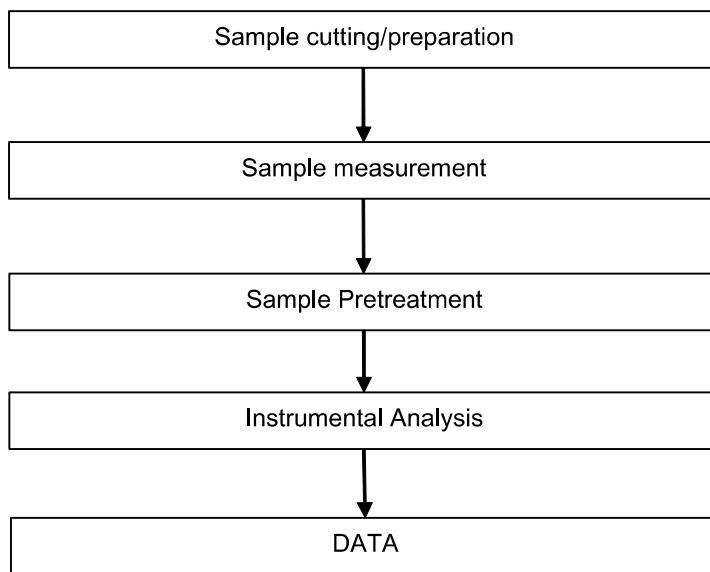 Sample cutting/preparation
Sample measurement
Sample Pretreatment
Instrumental Analysis
DATA